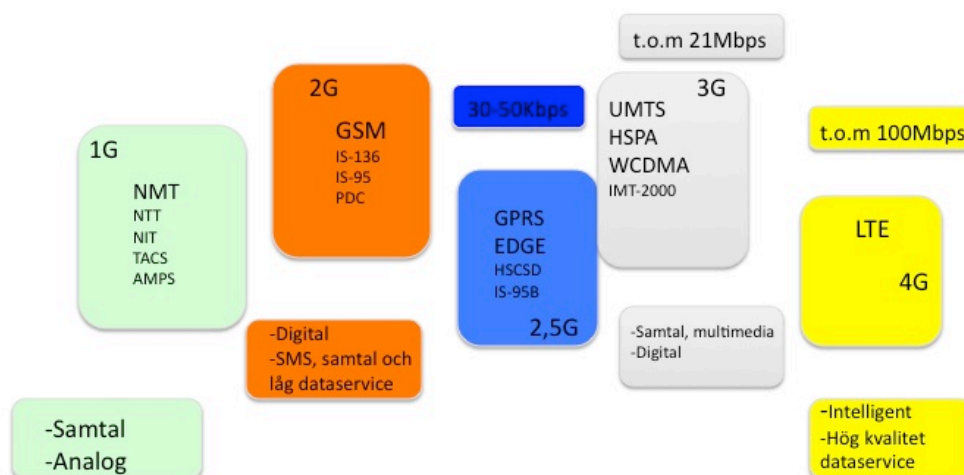 1G
NMT
NTT
NIT
TACS
AMPS
-Samtal
-Analog
2G
GSM
IS-136
IS-95
PDC
-Digital
-SMS, samtal och
låg dataservice
30-50Kbps
GPRS
EDGE
HSCSD
IS-95B
2,5G
t.o.m 21Mbps
3G
UMTS
HSPA
WCDMA
IMT-2000
-Samtal, multimedia
-Digital
t.o.m 100Mbps
LTE
4G
-Intelligent
-Hög kvalitet
dataservice